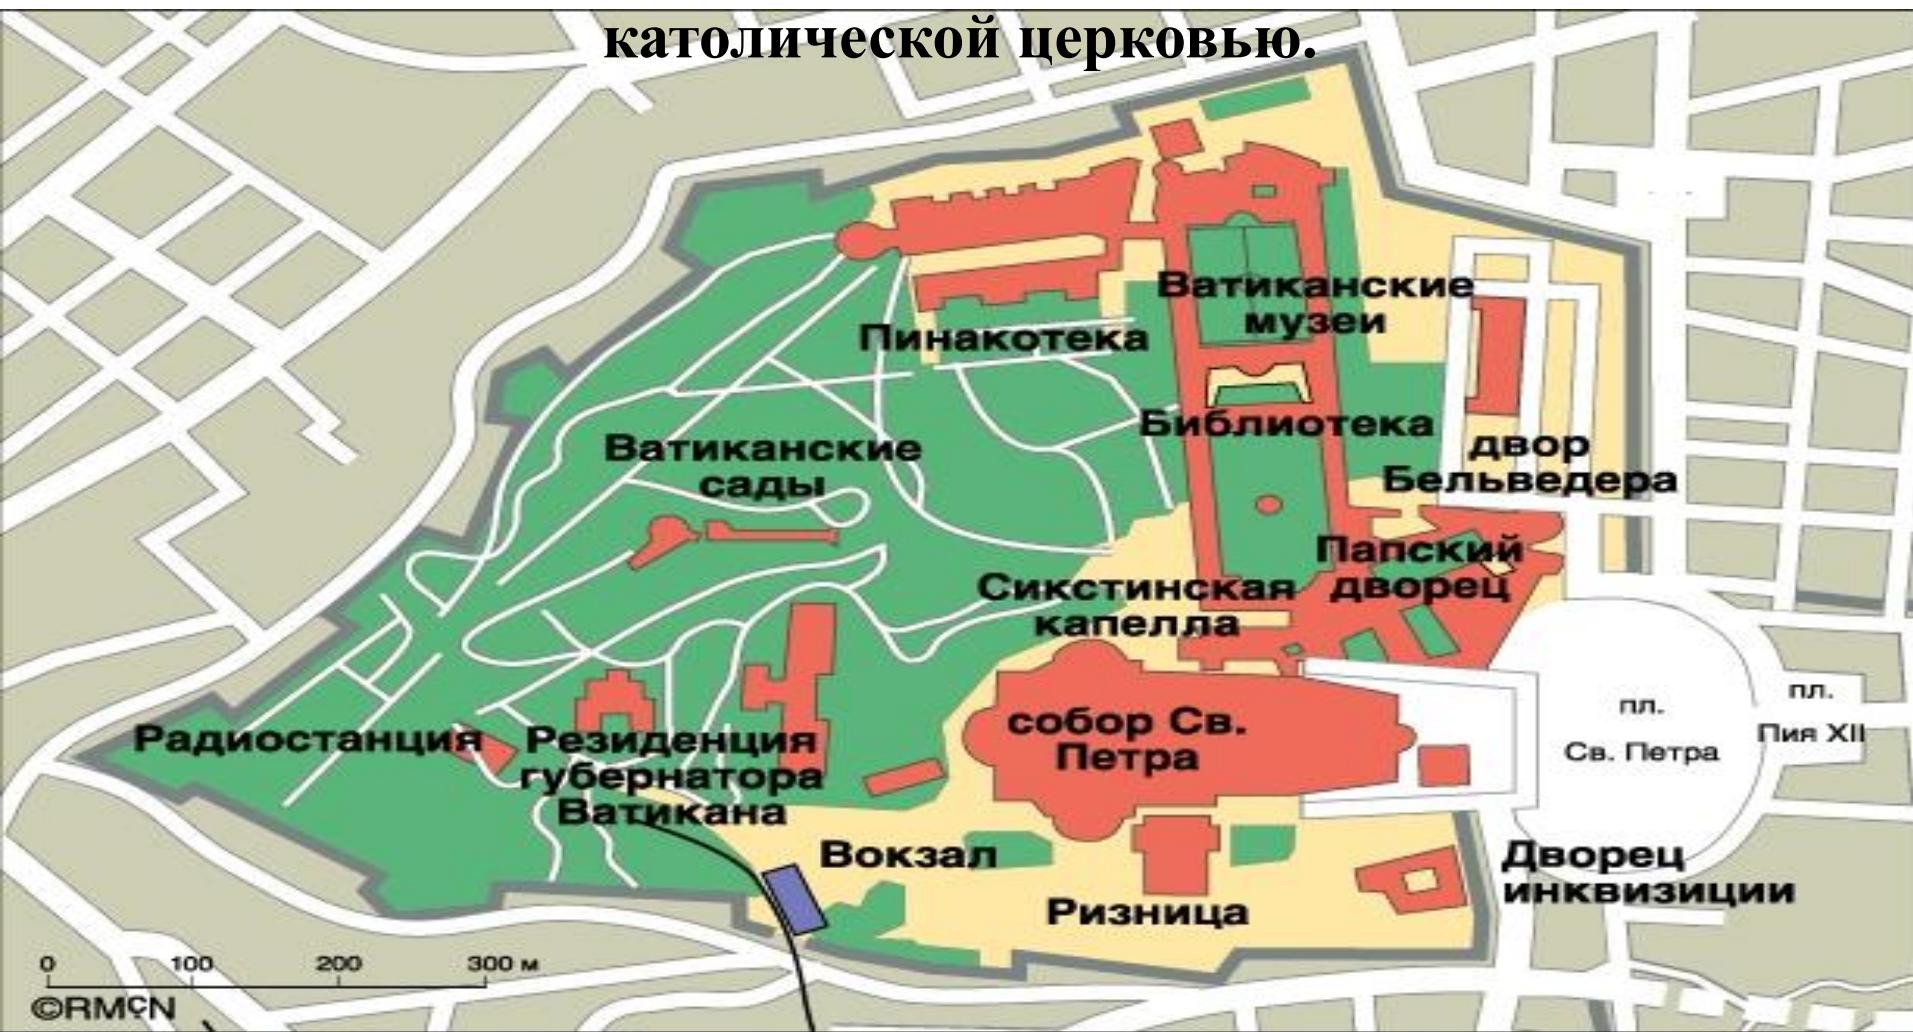 католической церковью.
Ватиканские
музеи
Пинакотека
Библиотека
двор
Бельведера
Ватиканские
сады
Папский
дворец
Сикстинская
капелла
собор Св.
Петра
пл.
Св. Петра
пл.
Пия XII
Радиостанция
Резиденция
губернатора
Ватикана
Вокзал
Ризница
Дворец
инквизиции
0 100 200 300 м